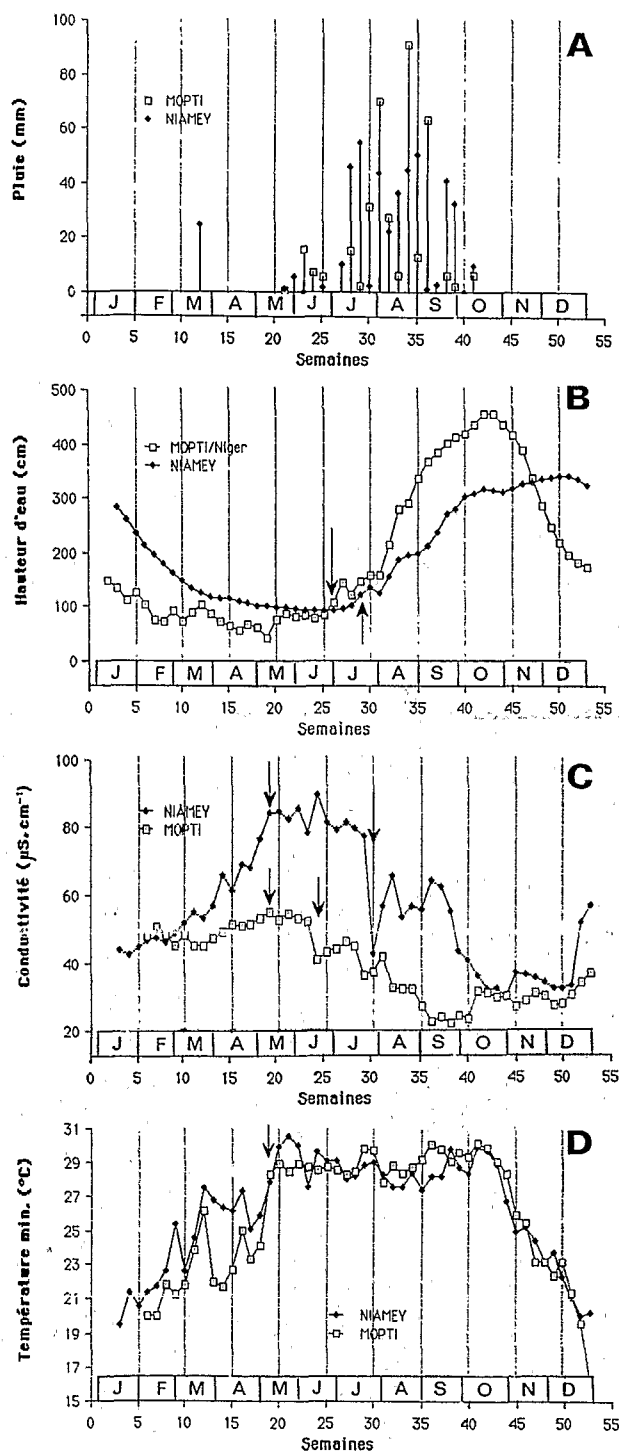 A
100
80
60
40
20
0
Pluie (mm)
MOPTI
NIAMEY
J F M A M J J A S O N D
0 5 10 15 20 25 30 35 40 45 50 55
Semaines
B
500
400
300
200
100
0
Hauteur d'eau (cm)
MOPTI/Niger
NIAMEY
J F M A M J J A S O N D
0 5 10 15 20 25 30 35 40 45 50 55
Semaines
C
100
80
60
40
20
Conductivité (µS.cm⁻¹)
NIAMEY
MOPTI
J F M A M J J A S O N D
0 5 10 15 20 25 30 35 40 45 50 55
Semaines
D
31
29
27
25
23
21
19
17
15
Température min. (°C)
NIAMEY
MOPTI
J F M A M J J A S O N D
0 5 10 15 20 25 30 35 40 45 50 55
Semaines